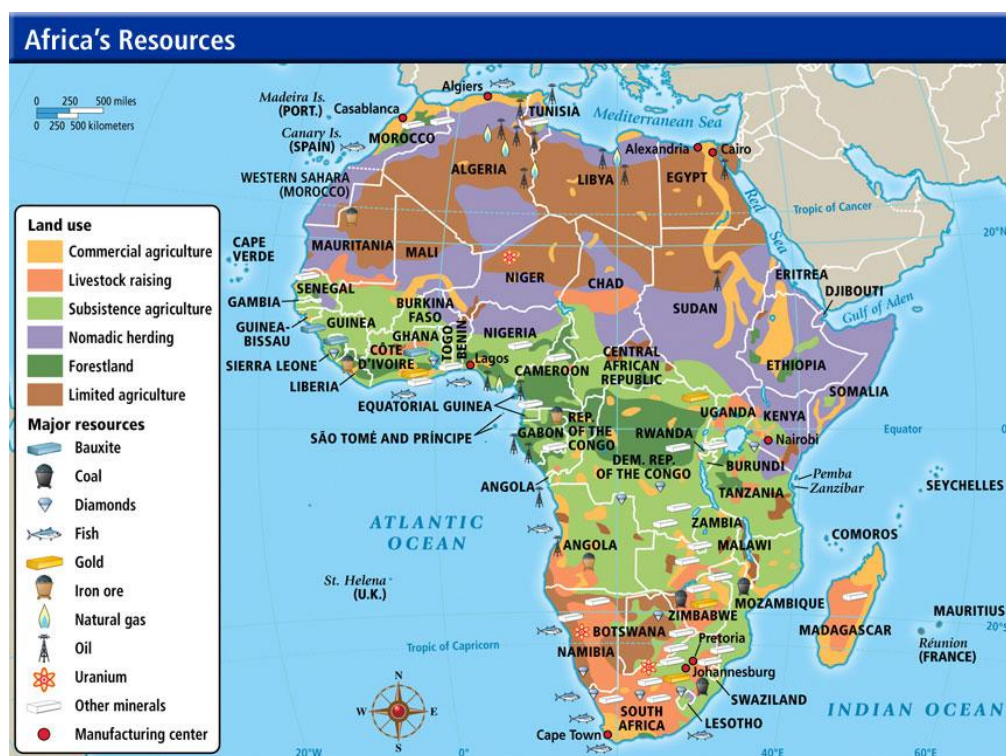 Africa's Resources
0 250 500 miles
0 250 500 kilometers
Madeira Is.
(PORT.)
Canary Is.
(SPAIN)
Casablanca
Algiers
MOROCCO
TUNISIA
Mediterranean Sea
WESTERN SAHARA
(MOROCCO)
ALGERIA
LIBYA
Alexandria
Cairo
EGYPT
Red Sea
Tropic of Cancer
20°N
CAPE
VERDE
MAURITANIA
MALI
NIGER
CHAD
SUDAN
ERITREA
DJIBOUTI
Gulf of Aden
SENEGAL
GAMBIA
GUINEA-
BISSAU
GUINEA
SIERRA LEONE
LIBERIA
BURKINA
FASO
CÔTE
D'IVOIRE
GHANA
TOGO
BENIN
Lagos
NIGERIA
CAMEROON
CENTRAL
AFRICAN
REPUBLIC
ETHIOPIA
SOMALIA
EQUATORIAL GUINEA
SÃO TOMÉ AND PRÍNCIPE
GABON
REP.
OF THE
CONGO
DEM. REP.
OF THE CONGO
UGANDA
RWANDA
BURUNDI
KENYA
Nairobi
Equator
0°
TANZANIA
Pemba
Zanzibar
SEYCHELLES
ANGOLA
ANGOLA
ZAMBIA
MALAWI
COMOROS
ATLANTIC
OCEAN
St. Helena
(U.K.)
ZIMBABWE
MOZAMBIQUE
MADAGASCAR
MAURITIUS
20°s
Réunion
(FRANCE)
Tropic of Capricorn
NAMIBIA
BOTSWANA
Pretoria
Johannesburg
SWAZILAND
LESOTHO
SOUTH
AFRICA
Cape Town
INDIAN OCEAN
N
W
E
S
20°W
0°
40°E
60°E
Land use
Commercial agriculture
Livestock raising
Subsistence agriculture
Nomadic herding
Forestland
Limited agriculture
Major resources
Bauxite
Coal
Diamonds
Fish
Gold
Iron ore
Natural gas
Oil
Uranium
Other minerals
Manufacturing center